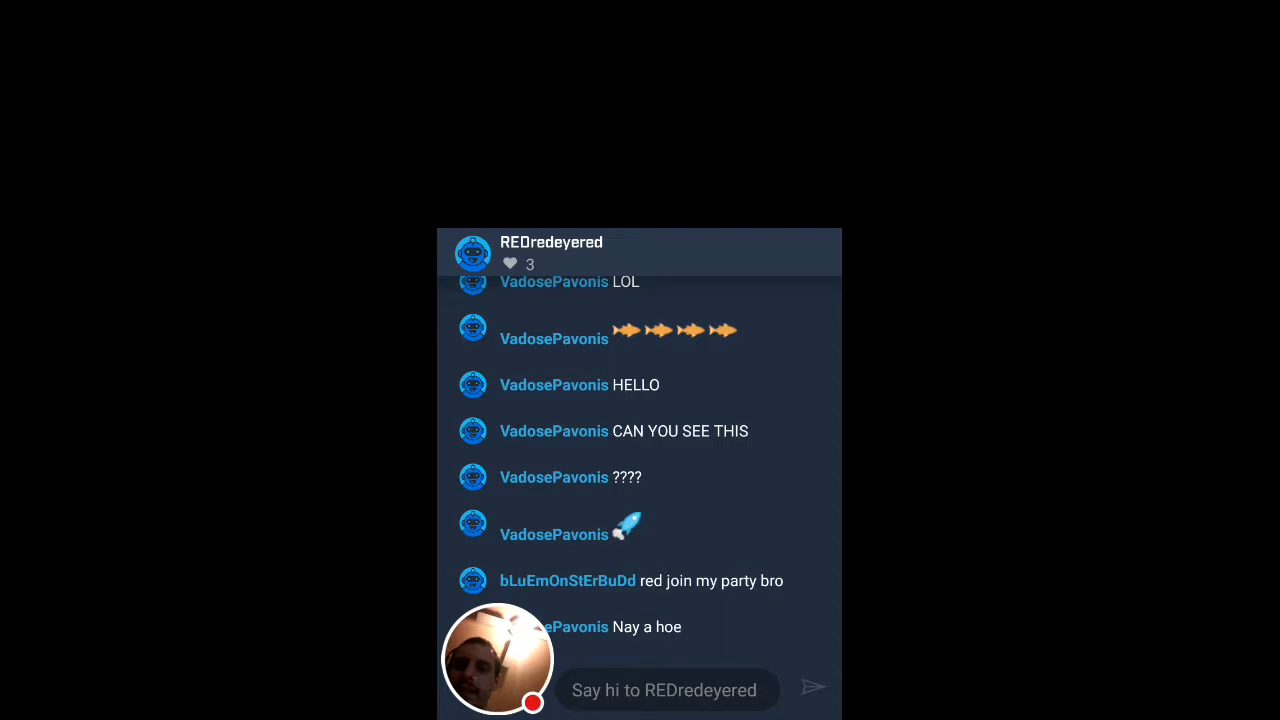 REDredeyered
3
VadosePavonis LOL
VadosePavonis
VadosePavonis HELLO
VadosePavonis CAN YOU SEE THIS
VadosePavonis ????
VadosePavonis
bLuEmOnStErBuDd red join my party bro
ePavonis Nay a hoe
Say hi to REDredeyered